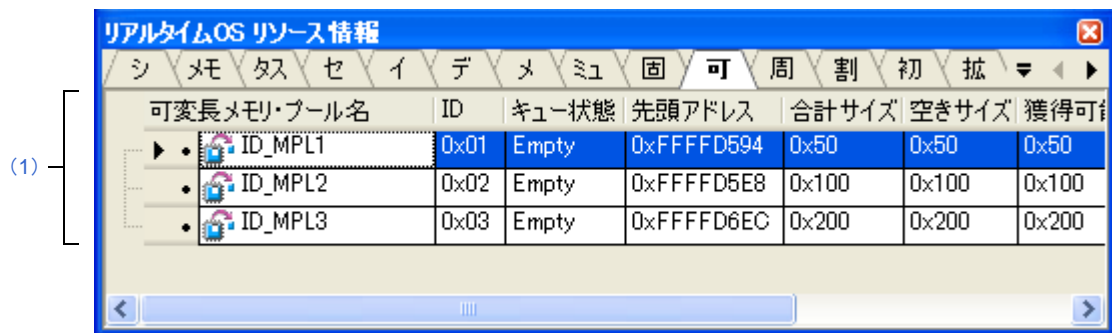 リアルタイムOS リソース情報
シ メモ タス セ イ デ メ ミュ 固 可 周 割 初 拡
可変長メモリ・プール名 ID キュー状態 先頭アドレス 合計サイズ 空きサイズ 獲得可能
(1)
ID_MPL1 0x01 Empty 0xFFFFD594 0x50 0x50 0x50
ID_MPL2 0x02 Empty 0xFFFFD5E8 0x100 0x100 0x100
ID_MPL3 0x03 Empty 0xFFFFD6EC 0x200 0x200 0x200